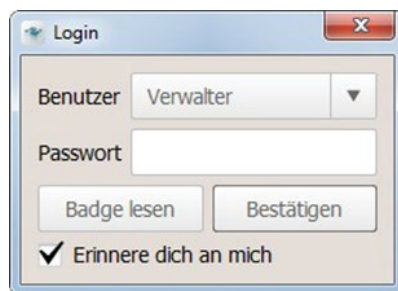 Login
Benutzer Verwalter
Passwort
Badge lesen Bestätigen
Erinnere dich an mich